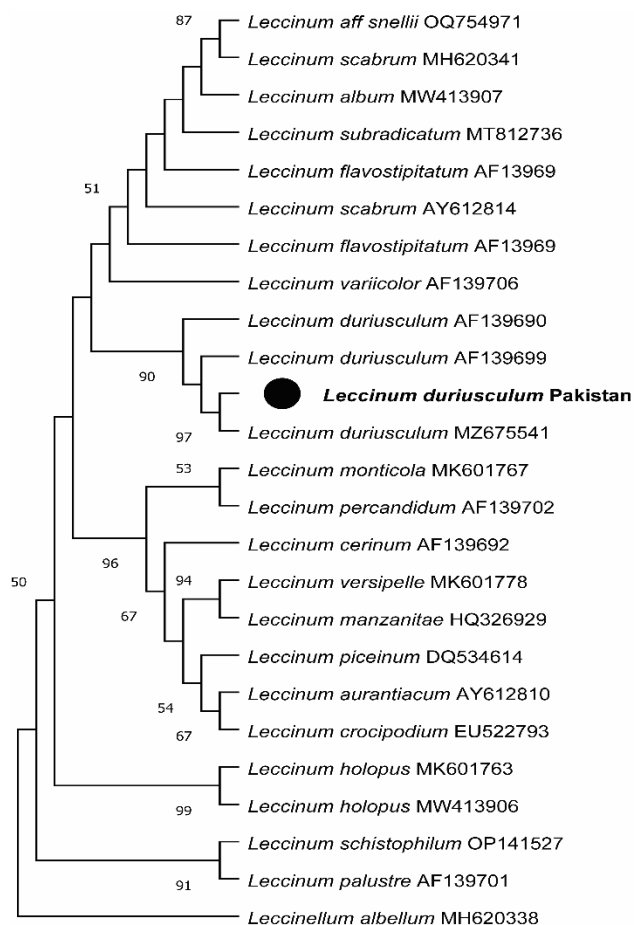 87
Leccinum aff snellii OQ754971
Leccinum scabrum MH620341
Leccinum album MW413907
Leccinum subradicatum MT812736
Leccinum flavostipitatum AF13969
51
Leccinum scabrum AY612814
Leccinum flavostipitatum AF13969
Leccinum variicolor AF139706
Leccinum duriusculum AF139690
Leccinum duriusculum AF139699
90
Leccinum duriusculum Pakistan
97
Leccinum duriusculum MZ675541
53
Leccinum monticola MK601767
Leccinum percandidum AF139702
Leccinum cerinum AF139692
96
94
Leccinum versipelle MK601778
50
67
Leccinum manzanitae HQ326929
Leccinum piceinum DQ534614
Leccinum aurantiacum AY612810
54
67
Leccinum crocipodium EU522793
Leccinum holopus MK601763
99
Leccinum holopus MW413906
Leccinum schistophilum OP141527
91
Leccinum palustre AF139701
Leccinellum albellum MH620338